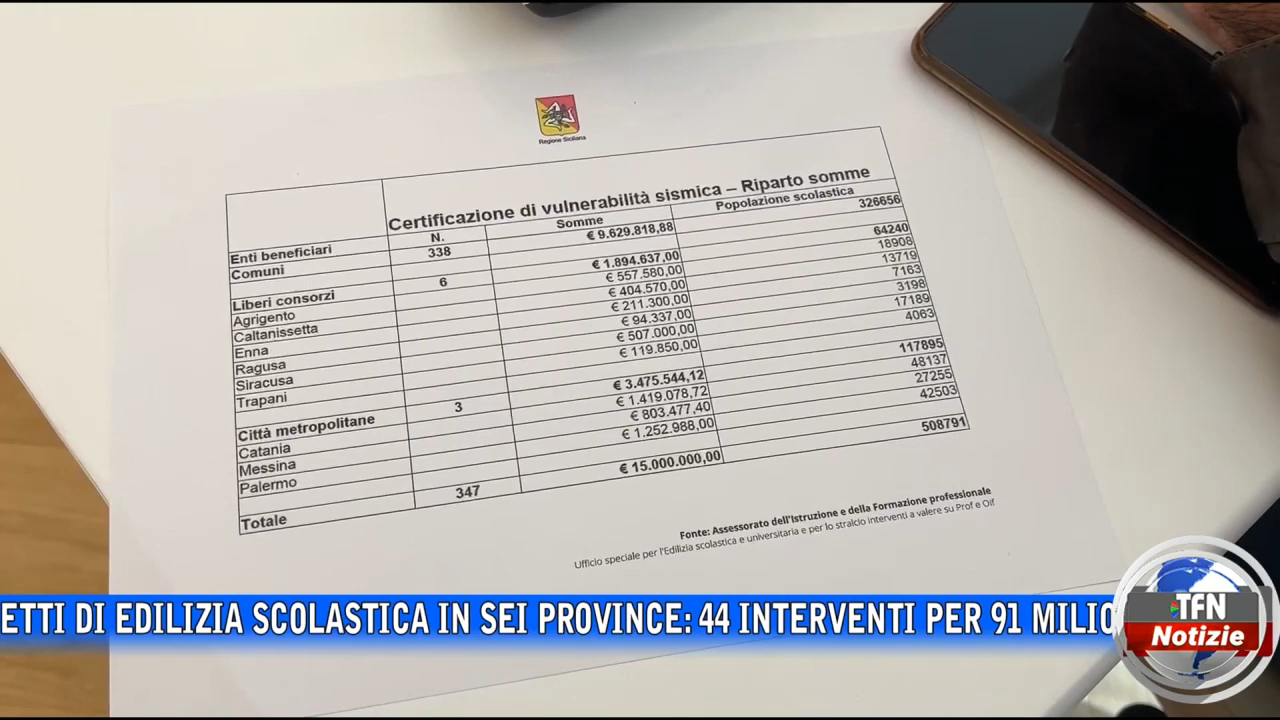 Regione Siciliana
Certificazione di vulnerabilità sismica – Riparto somme
Enti beneficiari N. Somme Popolazione scolastica
Comuni 338 € 9.629.818,88 326656
Liberi consorzi 6 € 1.894.637,00 64240
Agrigento € 557.580,00 18908
Caltanissetta € 404.570,00 13719
Enna € 211.300,00 7163
Ragusa € 94.337,00 3198
Siracusa € 507.000,00 17189
Trapani € 119.850,00 4063
Città metropolitane 3 € 3.475.544,12 117895
Catania € 1.419.078,72 48137
Messina € 803.477,40 27255
Palermo € 1.252.988,00 42503
Totale 347 € 15.000.000,00 508791
Fonte: Assessorato dell'Istruzione e della Formazione professionale
Ufficio speciale per l'Edilizia scolastica e universitaria e per lo stralcio interventi a valere su Prof e Oif
ETTI DI EDILIZIA SCOLASTICA IN SEI PROVINCE: 44 INTERVENTI PER 91 MILIO
TFN
Notizie